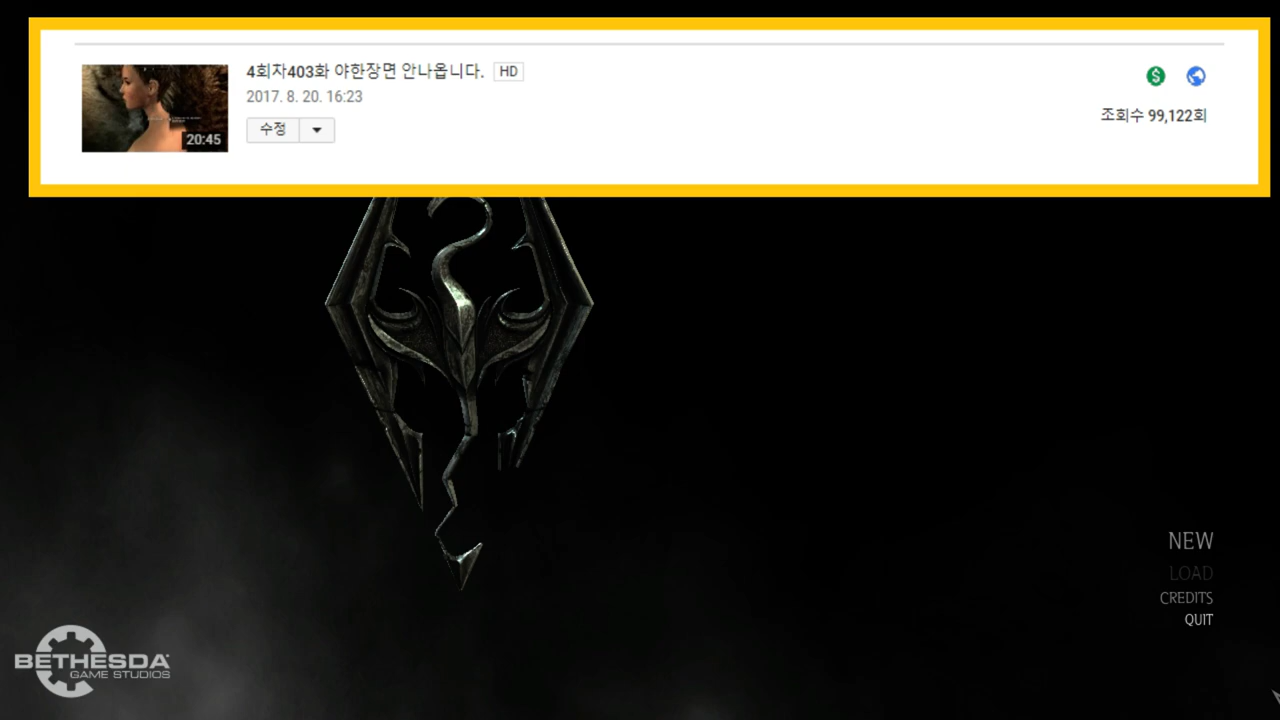 4회차403화 야한장면 안나옵니다. HD
2017. 8. 20. 16:23
수정
20:45
조회수 99,122회
NEW
LOAD
CREDITS
QUIT
BETHESDA
GAME STUDIOS